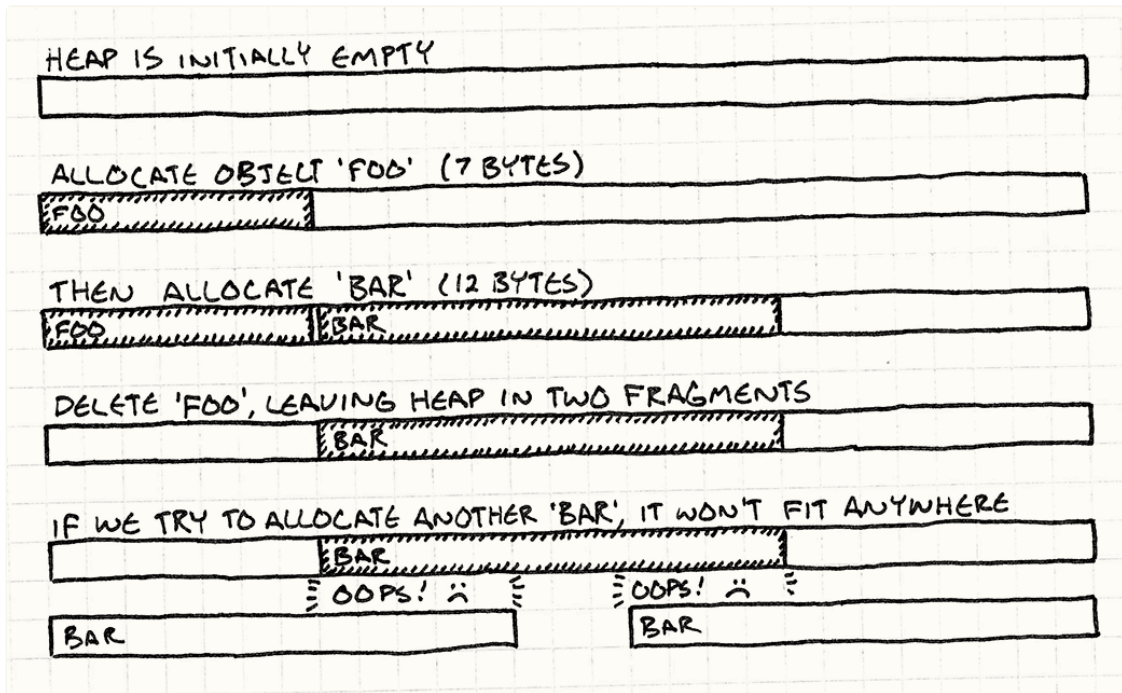 HEAP IS INITIALLY EMPTY
ALLOCATE OBJECT 'FOO' (7 BYTES)
FOO
THEN ALLOCATE 'BAR' (12 BYTES)
FOO BAR
DELETE 'FOO', LEAVING HEAP IN TWO FRAGMENTS
BAR
IF WE TRY TO ALLOCATE ANOTHER 'BAR', IT WON'T FIT ANYWHERE
BAR
OOPS! OOPS!
BAR BAR